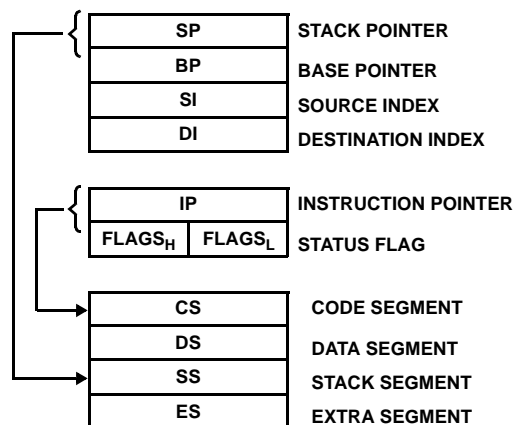 SP STACK POINTER
BP BASE POINTER
SI SOURCE INDEX
DI DESTINATION INDEX
IP INSTRUCTION POINTER
FLAGSH FLAGSL STATUS FLAG
CS CODE SEGMENT
DS DATA SEGMENT
SS STACK SEGMENT
ES EXTRA SEGMENT